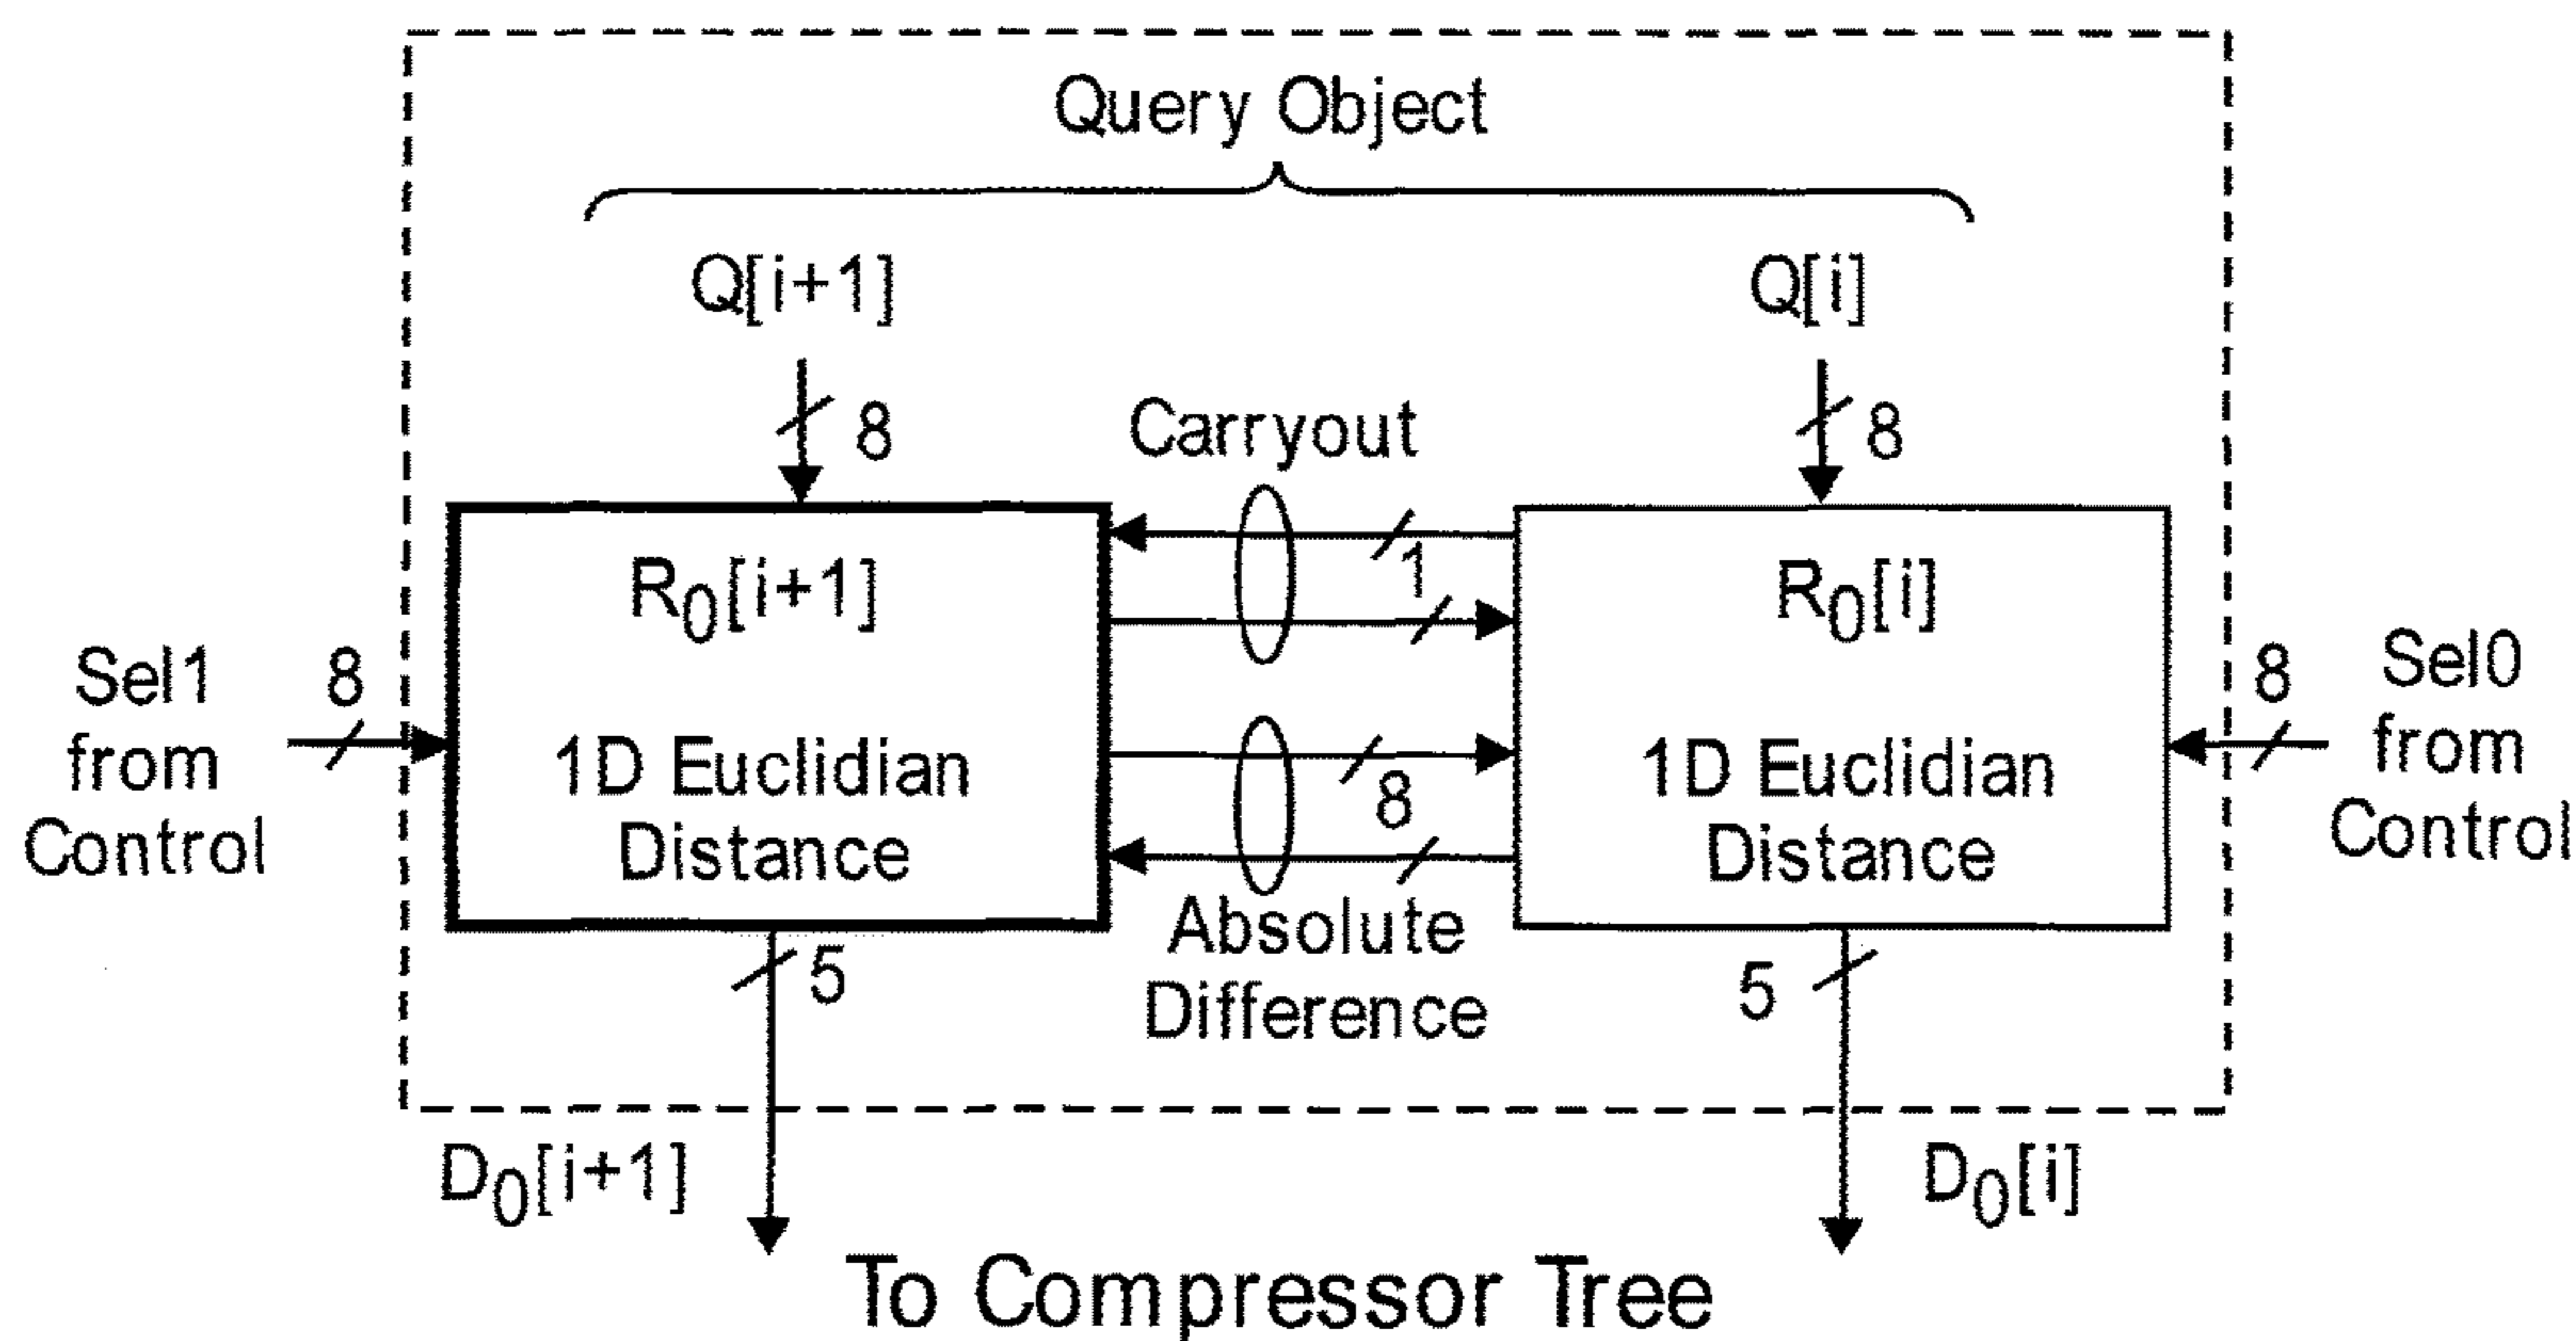 Query Object
Q[i+1]
Q[i]
8
Carryout
8
R0[i+1]
1
R0[i]
Sel1
from
Control
8
1D Euclidian
Distance
8
1D Euclidian
Distance
8
Sel0
from
Control
5
Absolute
Difference
5
D0[i+1]
D0[i]
To Compressor Tree